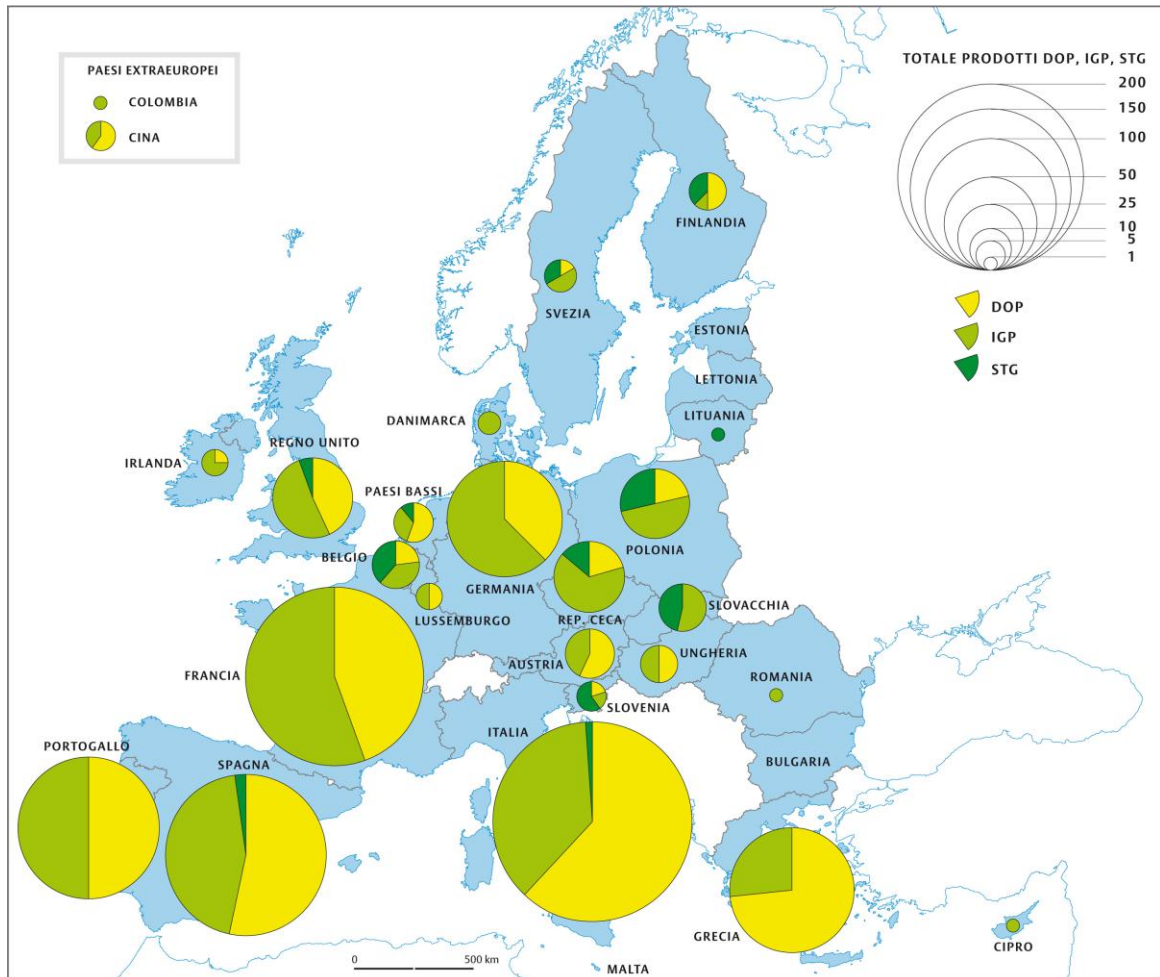 PAESI EXTRAEUROPEI
COLOMBIA
CINA
TOTALE PRODOTTI DOP, IGP, STG
200
150
100
50
25
10
5
1
DOP
IGP
STG
FINLANDIA
SVEZIA
ESTONIA
LETTONIA
LITUANIA
DANIMARCA
REGNO UNITO
IRLANDA
PAESI BASSI
BELGIO
POLONIA
GERMANIA
LUSSEMBURGO
REP. CECA
SLOVACCHIA
AUSTRIA
UNGHERIA
FRANCIA
ROMANIA
SLOVENIA
ITALIA
PORTOGALLO
SPAGNA
BULGARIA
GRECIA
CIPRO
0 500 km
MALTA